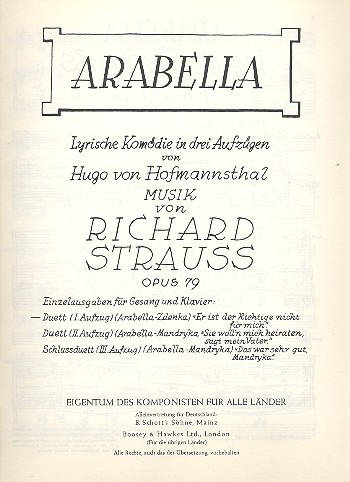 ARABELLA
Lyrische Komödie in drei Aufzügen
von
Hugo von Hofmannsthal
MUSIK
von
RICHARD
STRAUSS
OPUS 79
Einzelausgaben für Gesang und Klavier:
— Duett (I. Aufzug) (Arabella-Zdenka) "Er ist der Richtige nicht
für mich"
Duett (II. Aufzug) (Arabella-Mandryka, "Sie woll'n mich heiraten,
sagt mein Vater."
Schlussduett (III. Aufzug) (Arabella-Mandryka) "Das war sehr gut,
Mandryka".
EIGENTUM DES KOMPONISTEN FÜR ALLE LÄNDER
Alleinvertretung für Deutschland:
B. Schott's Söhne, Mainz
Boosey & Hawkes Ltd., London
(Für die übrigen Länder)
Alle Rechte, auch das der Übersetzung, vorbehalten